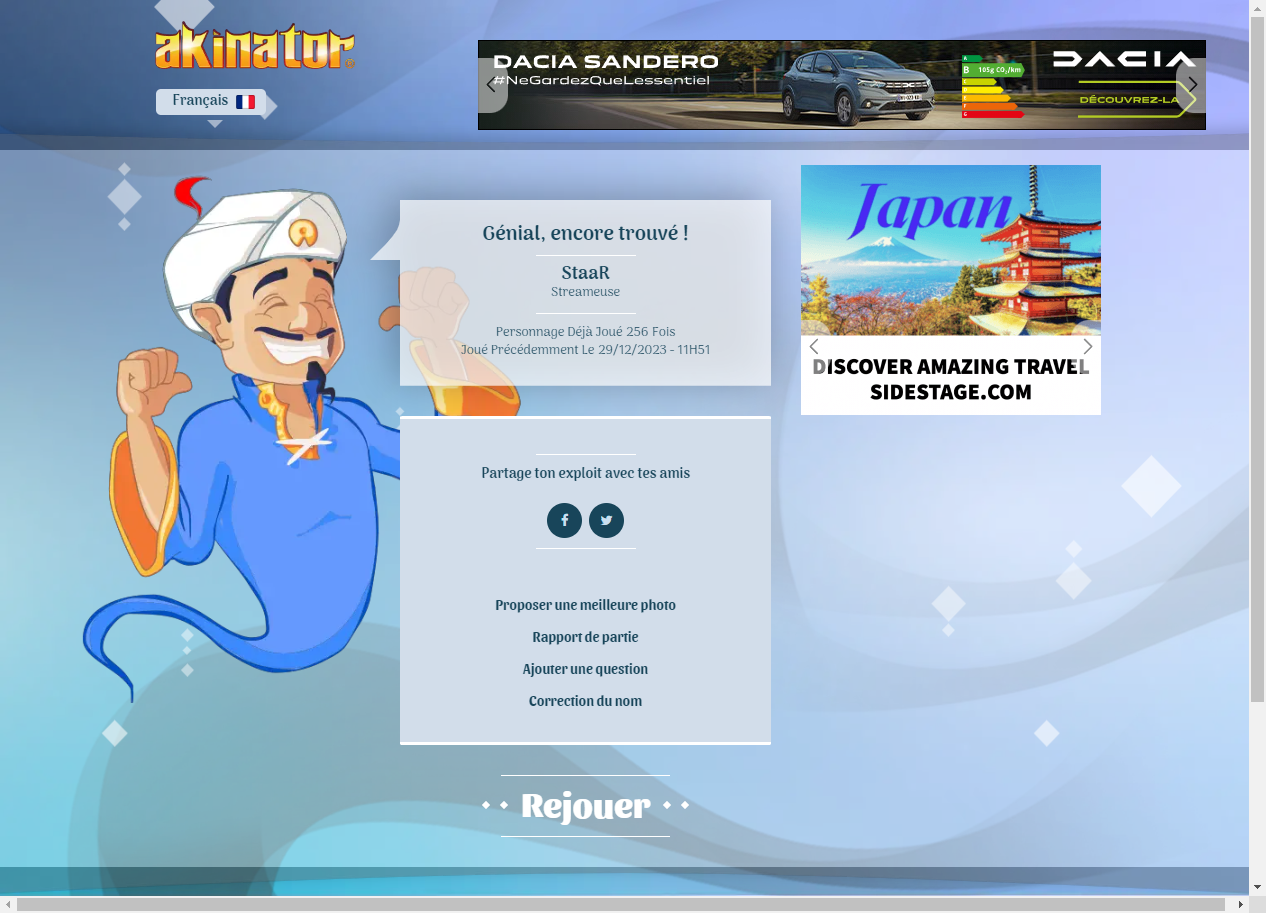 akinator
Français
DACIA SANDERO
#NeGardezQueLessentiel
A
B 105g CO2/km
G
DACIA
DÉCOUVREZ-LA
Génial, encore trouvé !
StaaR
Streameuse
Personnage Déjà Joué 256 Fois
Joué Précédemment Le 29/12/2023 - 11H51
Japan
DISCOVER AMAZING TRAVEL
SIDESTAGE.COM
Partage ton exploit avec tes amis
Proposer une meilleure photo
Rapport de partie
Ajouter une question
Correction du nom
Rejouer